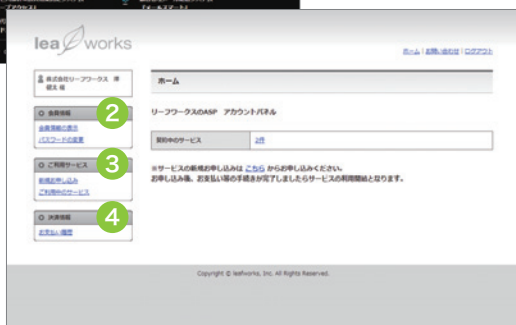 leafworks
ホーム | お問い合わせ | ログアウト
株式会社リーフワークス 様
ホーム
② 会員情報
会員情報の表示
パスワードの変更
リーフワークスのASP アカウントパネル
契約中のサービス
2件
③ ご利用サービス
新規お申し込み
ご利用中のサービス
※サービスの新規お申し込みは こちら からお申し込みください。
お申し込み後、お支払い等の手続きが完了しましたらサービスの利用開始となります。
④ 決済情報
お支払い履歴
Copyright © leafworks, Inc. All Rights Reserved.